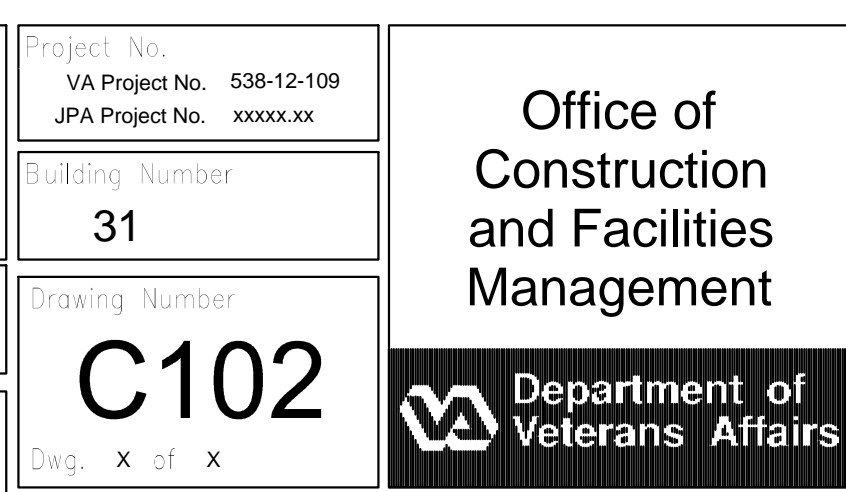 Project No.
VA Project No. 538-12-109
JPA Project No. xxxxx.xx
Building Number
31
Drawing Number
C102
Dwg. x of x
Office of
Construction
and Facilities
Management
VA
Department of
Veterans Affairs